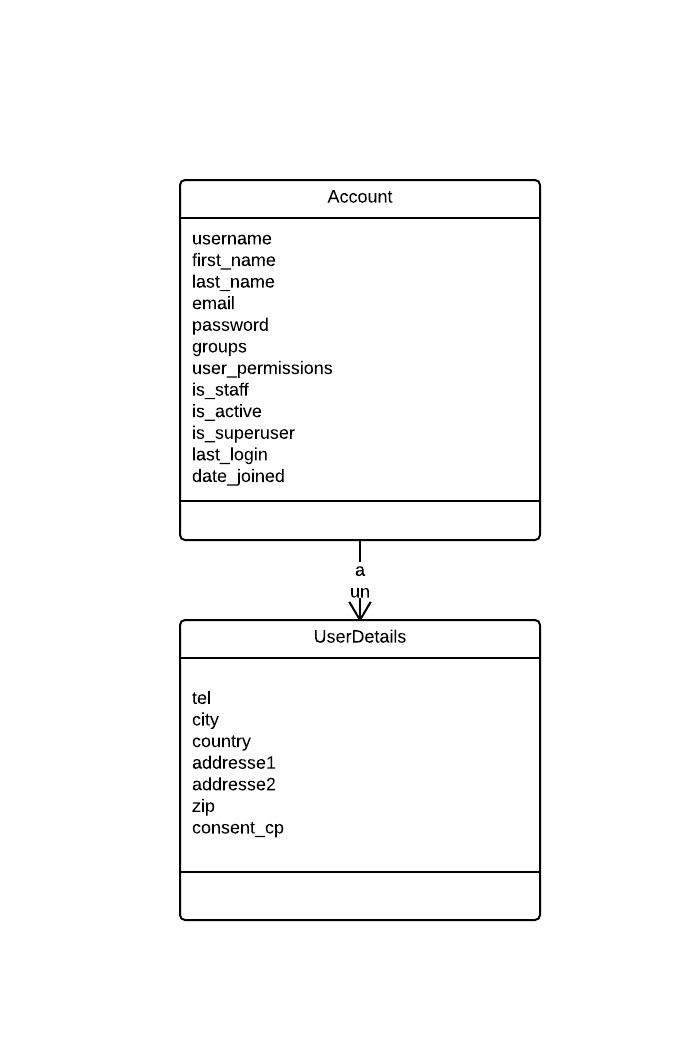 Account
username
first_name
last_name
email
password
groups
user_permissions
is_staff
is_active
is_superuser
last_login
date_joined
a
un
UserDetails
tel
city
country
addresse1
addresse2
zip
consent_cp